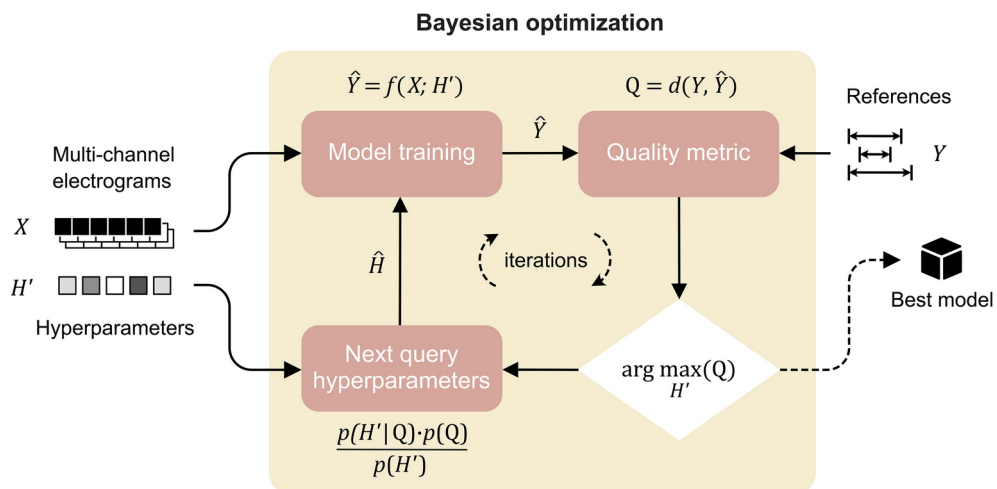 Bayesian optimization
Ŷ = f(X; H′)
Q = d(Y, Ŷ)
References
Y
Multi-channel
electrograms
X
H′
Hyperparameters
Model training
Ŷ
Quality metric
Ĥ
iterations
Best model
Next query
hyperparameters
arg max(Q)
H′
p(H′|Q)·p(Q)
p(H′)